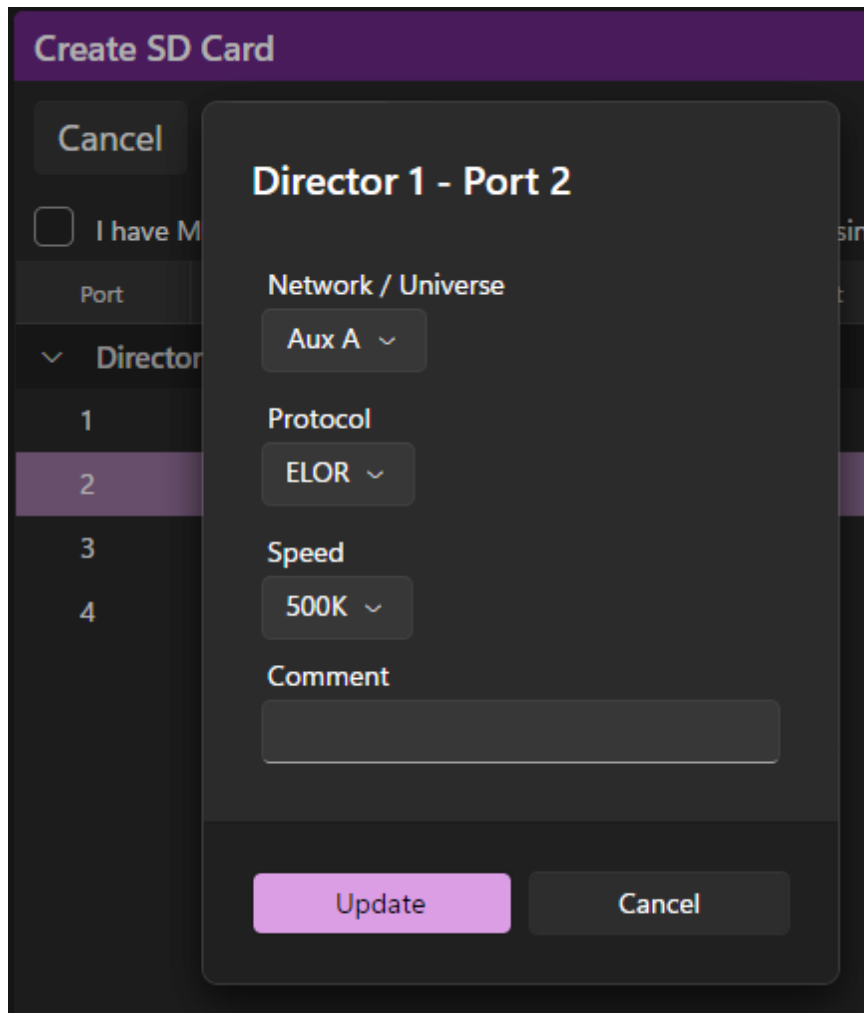 Create SD Card
Cancel
Director 1 - Port 2
I have M
Port
Network / Universe
Aux A
Director
1
Protocol
2
ELOR
3
Speed
4
500K
Comment
Update
Cancel